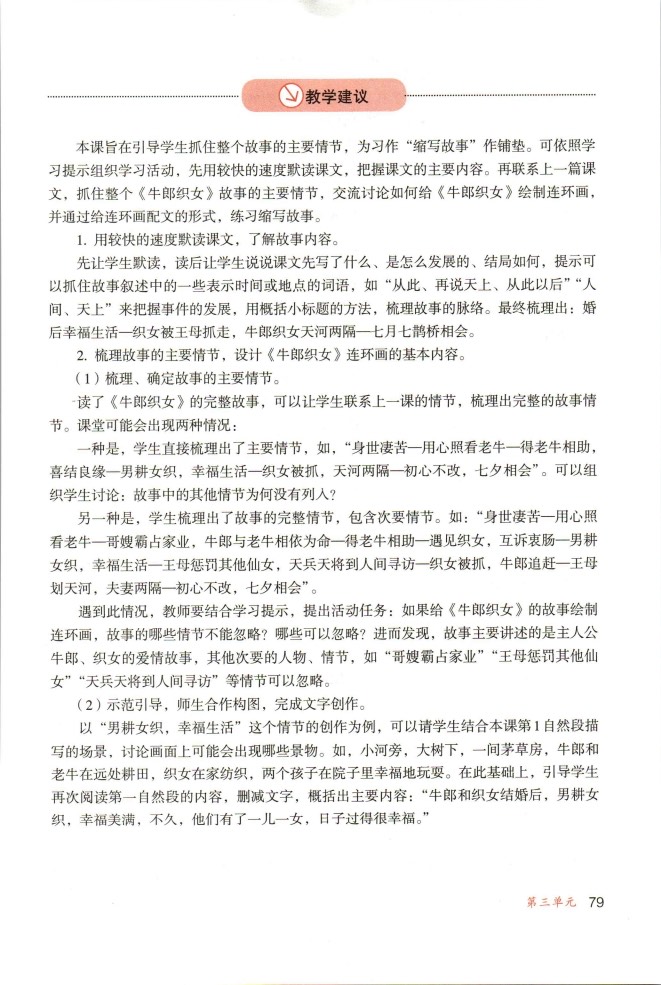 教学建议
本课旨在引导学生抓住整个故事的主要情节，为习作“缩写故事”作铺垫。可依照学
习提示组织学习活动，先用较快的速度默读课文，把握课文的主要内容。再联系上一篇课
文，抓住整个《牛郎织女》故事的主要情节，交流讨论如何给《牛郎织女》绘制连环画，
并通过给连环画配文的形式，练习缩写故事。
1. 用较快的速度默读课文，了解故事内容。
先让学生默读，读后让学生说说课文先写了什么、是怎么发展的、结局如何，提示可
以抓住故事叙述中的一些表示时间或地点的词语，如“从此、再说天上、从此以后”“人
间、天上”来把握事件的发展，用概括小标题的方法，梳理故事的脉络。最终梳理出：婚
后幸福生活—织女被王母抓走，牛郎织女天河两隔—七月七鹊桥相会。
2. 梳理故事的主要情节，设计《牛郎织女》连环画的基本内容。
（1）梳理、确定故事的主要情节。
读了《牛郎织女》的完整故事，可以让学生联系上一课的情节，梳理出完整的故事情
节。课堂可能会出现两种情况：
一种是，学生直接梳理出了主要情节，如，“身世凄苦—用心照看老牛—得老牛相助，
喜结良缘—男耕女织，幸福生活—织女被抓，天河两隔—初心不改，七夕相会”。可以组
织学生讨论：故事中的其他情节为何没有列入？
另一种是，学生梳理出了故事的完整情节，包含次要情节。如：“身世凄苦—用心照
看老牛—哥嫂霸占家业，牛郎与老牛相依为命—得老牛相助—遇见织女，互诉衷肠—男耕
女织，幸福生活—王母惩罚其他仙女，天兵天将到人间寻访—织女被抓，牛郎追赶—王母
划天河，夫妻两隔—初心不改，七夕相会”。
遇到此情况，教师要结合学习提示，提出活动任务：如果给《牛郎织女》的故事绘制
连环画，故事的哪些情节不能忽略？哪些可以忽略？进而发现，故事主要讲述的是主人公
牛郎、织女的爱情故事，其他次要的人物、情节，如“哥嫂霸占家业”“王母惩罚其他仙
女”“天兵天将到人间寻访”等情节可以忽略。
（2）示范引导，师生合作构图，完成文字创作。
以“男耕女织，幸福生活”这个情节的创作为例，可以请学生结合本课第1自然段描
写的场景，讨论画面上可能会出现哪些景物。如，小河旁，大树下，一间茅草房，牛郎和
老牛在远处耕田，织女在家纺织，两个孩子在院子里幸福地玩耍。在此基础上，引导学生
再次阅读第一自然段的内容，删减文字，概括出主要内容：“牛郎和织女结婚后，男耕女
织，幸福美满，不久，他们有了一儿一女，日子过得很幸福。”
第三单元 79